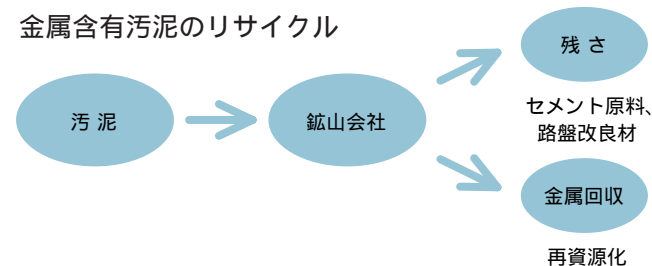 金属含有汚泥のリサイクル
汚 泥
鉱山会社
残 さ
セメント原料、
路盤改良材
金属回収
再資源化